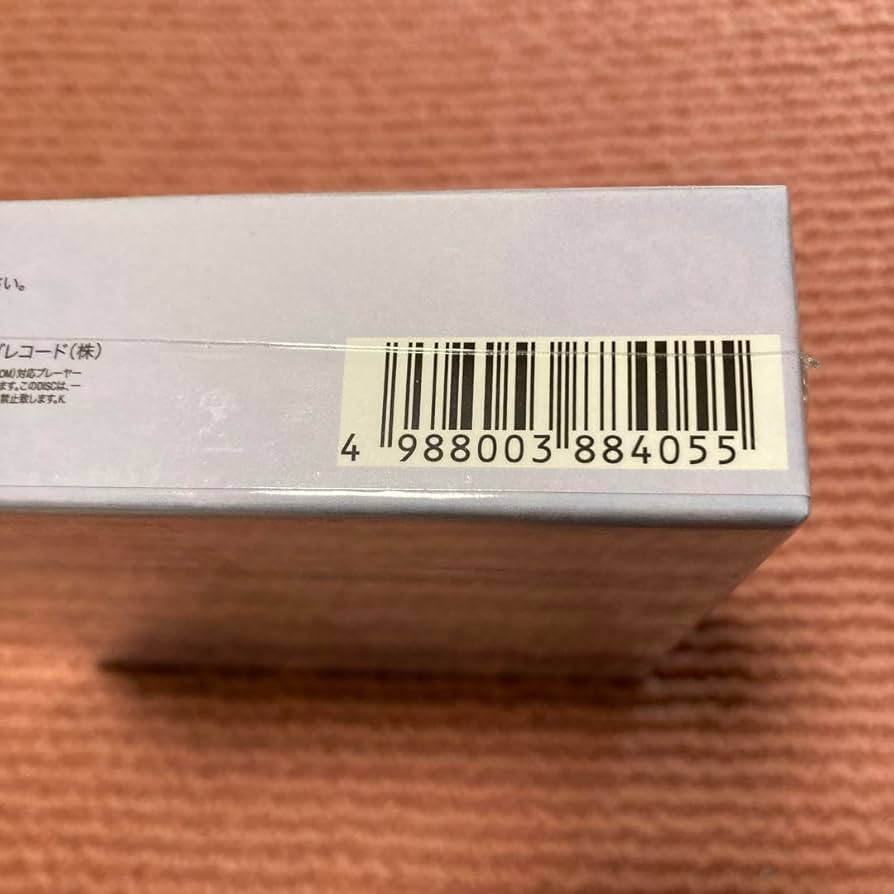 い。
レコード(株)
OM)対応プレーヤー
ます。このDISCは、一
禁止致します。K
4 988003 884055